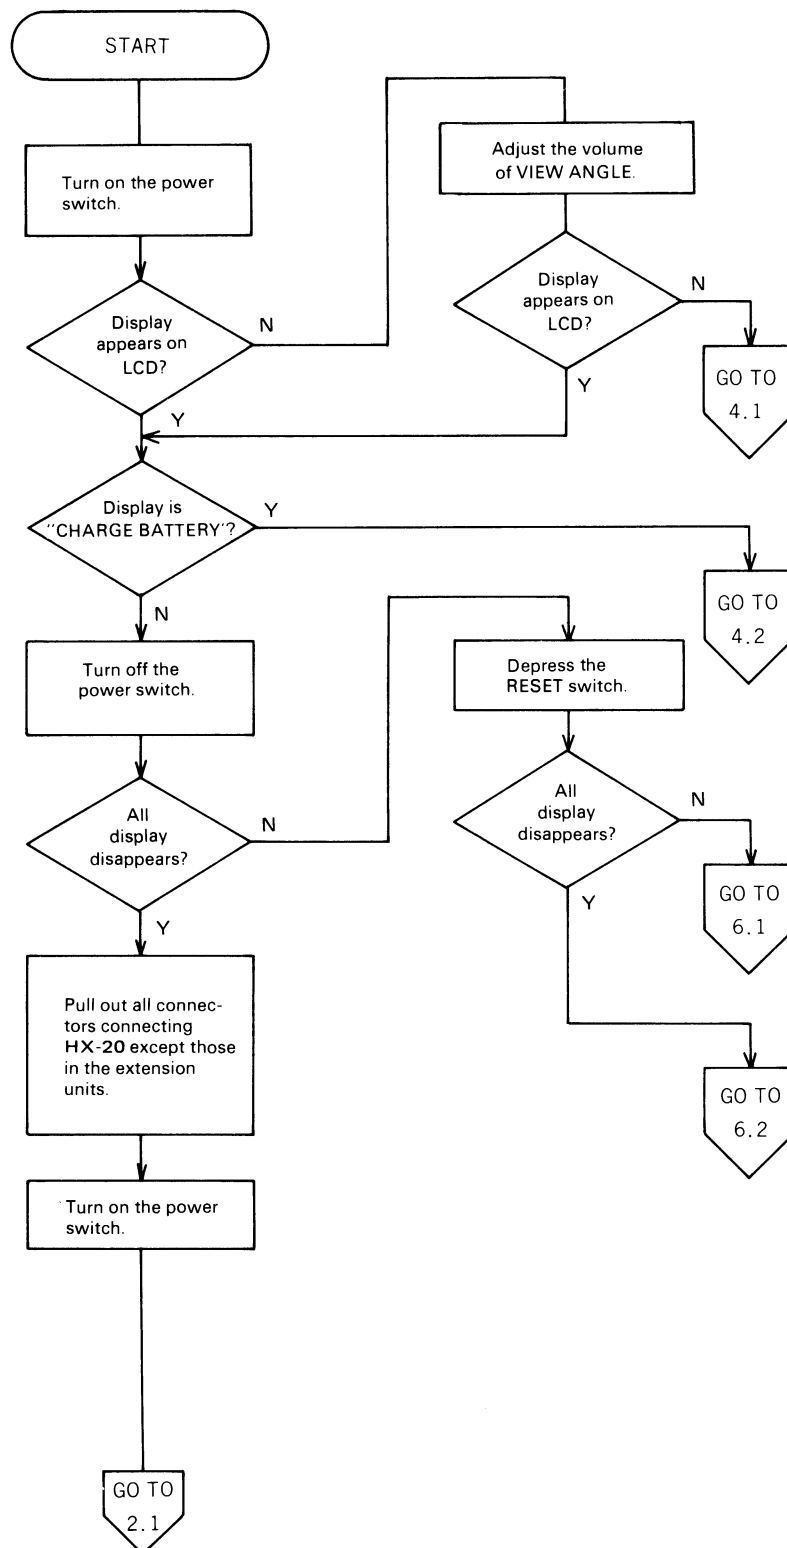 START
Turn on the power
switch.
Display
appears on
LCD?
N
Y
Adjust the volume
of VIEW ANGLE.
Display
appears on
LCD?
N
Y
GO TO
4.1
Display is
"CHARGE BATTERY"?
Y
N
GO TO
4.2
Turn off the
power switch.
All
display
disappears?
N
Y
Depress the
RESET switch.
All
display
disappears?
N
Y
GO TO
6.1
GO TO
6.2
Pull out all connec-
tors connecting
HX-20 except those
in the extension
units.
Turn on the power
switch.
GO TO
2.1